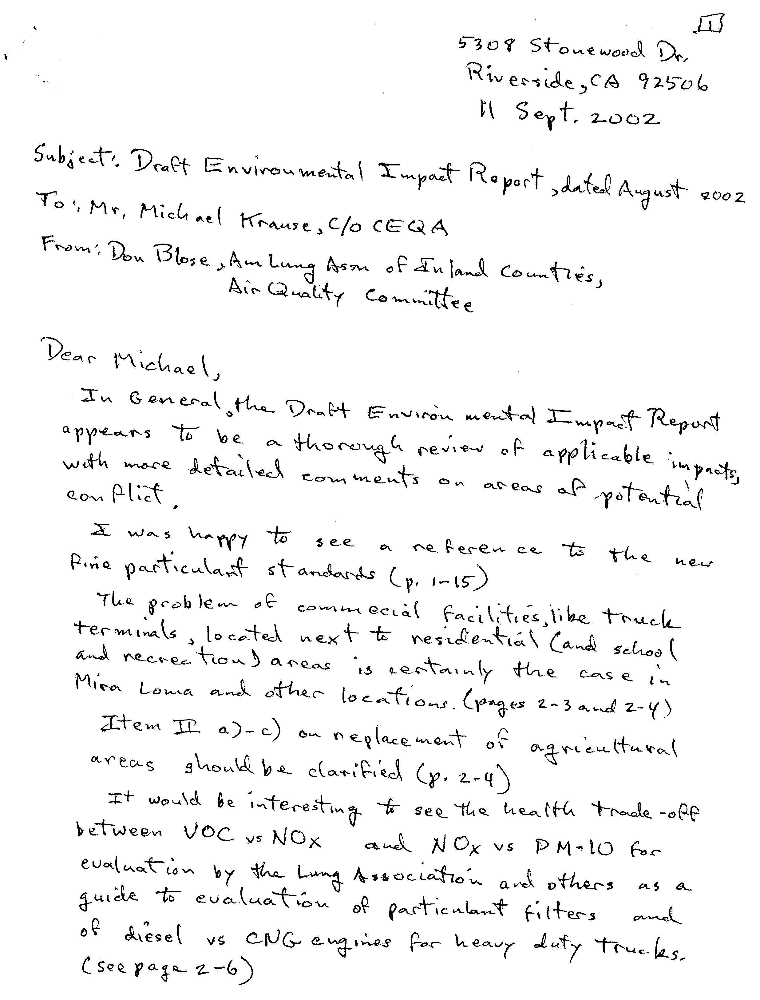 1
5308 Stonewood Dr.
Riverside, CA 92506
11 Sept. 2002
Subject: Draft Environmental Impact Report, dated August 2002
To: Mr. Michael Krause, C/O CEQA
From: Don Blose, Am Lung Assn of Inland Counties,
Air Quality Committee
Dear Michael,
In General, the Draft Environmental Impact Report
appears to be a thorough review of applicable impacts,
with more detailed comments on areas of potential
conflict.
I was happy to see a reference to the new
fine particulant standards (p. 1-15)
The problem of commecial facilities, like truck
terminals, located next to residential (and school
and recreation) areas is certainly the case in
Mira Loma and other locations. (pages 2-3 and 2-4)
Item II a)-c) on replacement of agricultural
areas should be clarified (p. 2-4)
It would be interesting to see the health trade-off
between VOC vs NOx and NOx vs PM-10 for
evaluation by the Lung Association and others as a
guide to evaluation of particulant filters and
of diesel vs CNG engines for heavy duty trucks.
(see page 2-6)